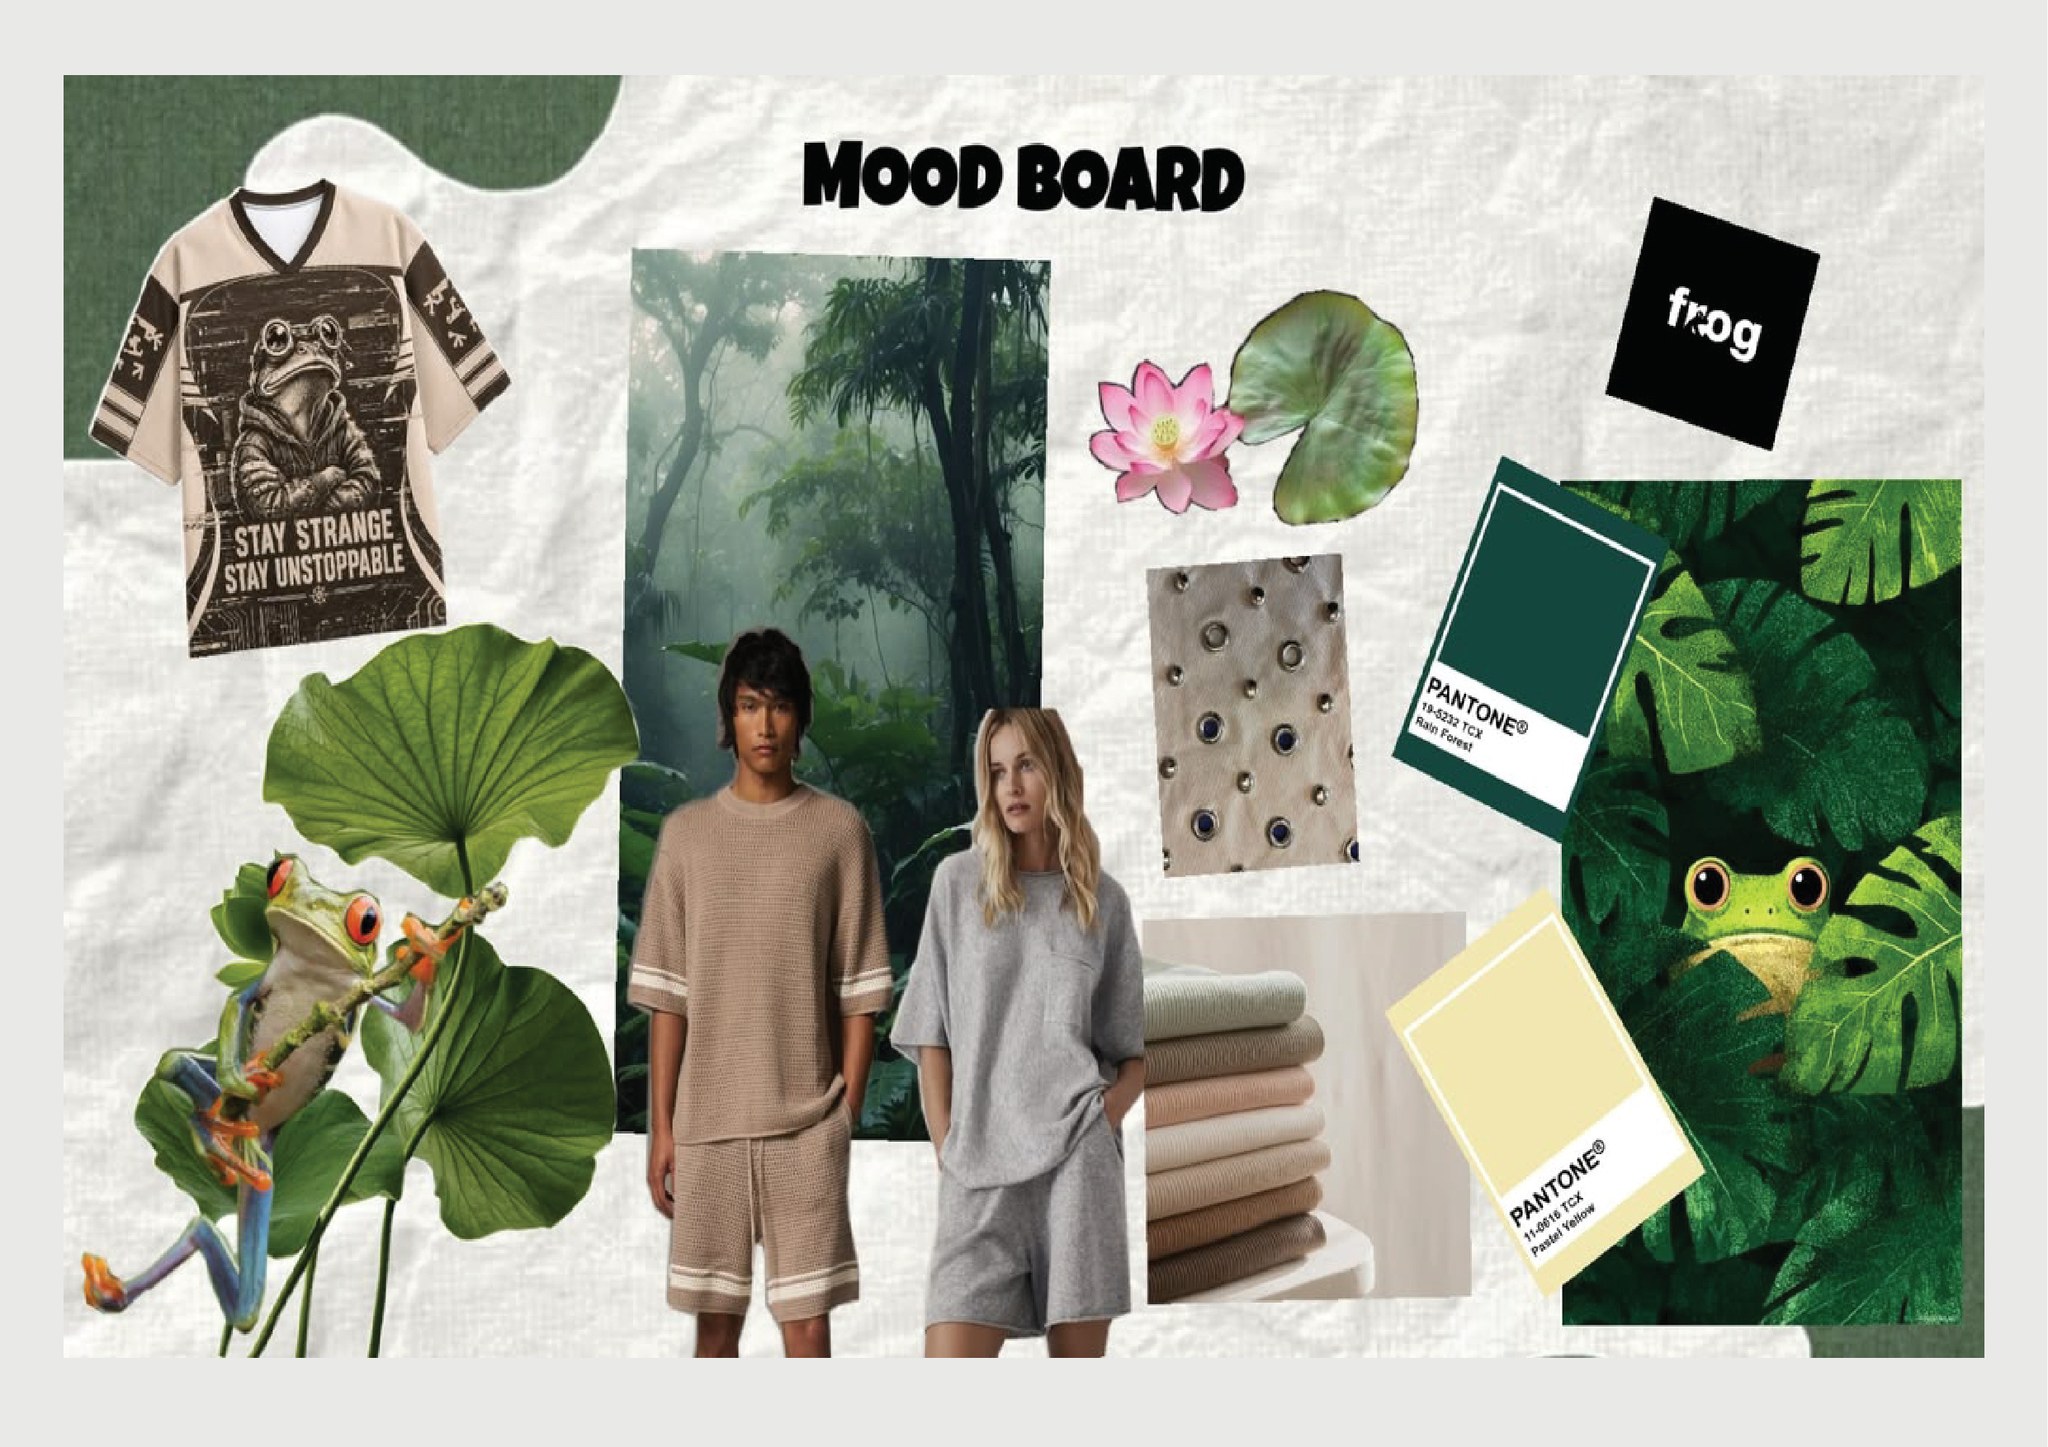 MOOD BOARD
STAY STRANGE
STAY UNSTOPPABLE
frog
PANTONE®
19-5232 TCX
Rain Forest
PANTONE®
11-0616 TCX
Pastel Yellow